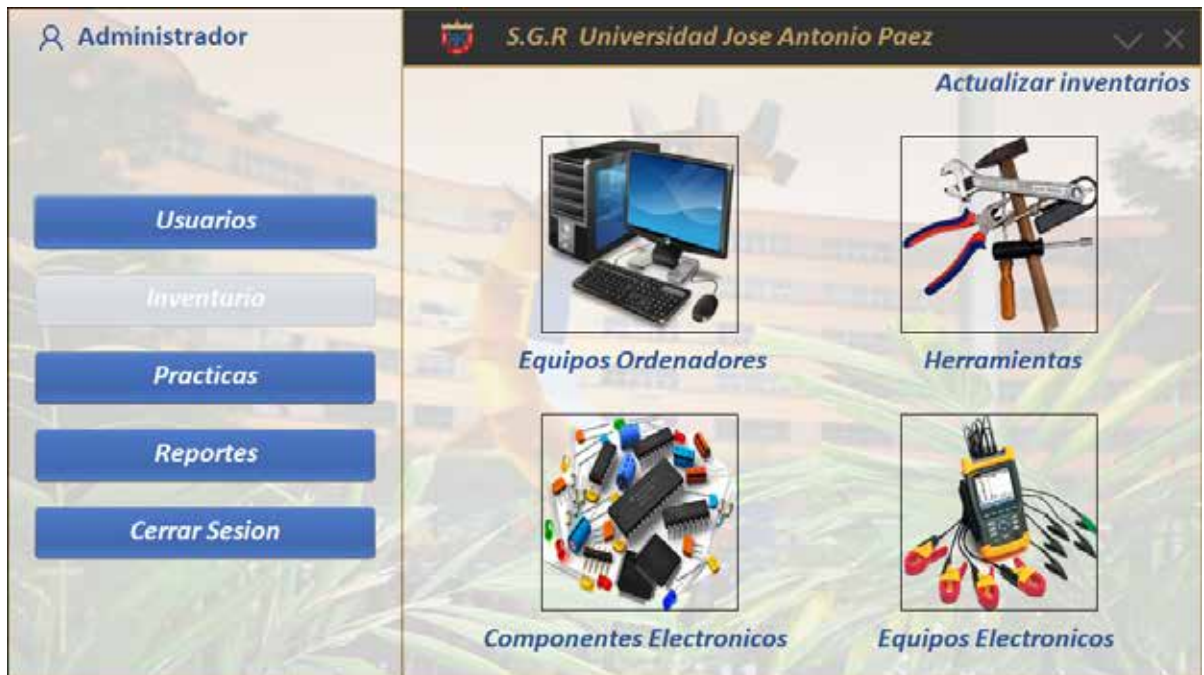 Administrador
S.G.R Universidad Jose Antonio Paez
Actualizar inventarios
Usuarios
Inventario
Practicas
Reportes
Cerrar Sesion
Equipos Ordenadores
Herramientas
Componentes Electronicos
Equipos Electronicos